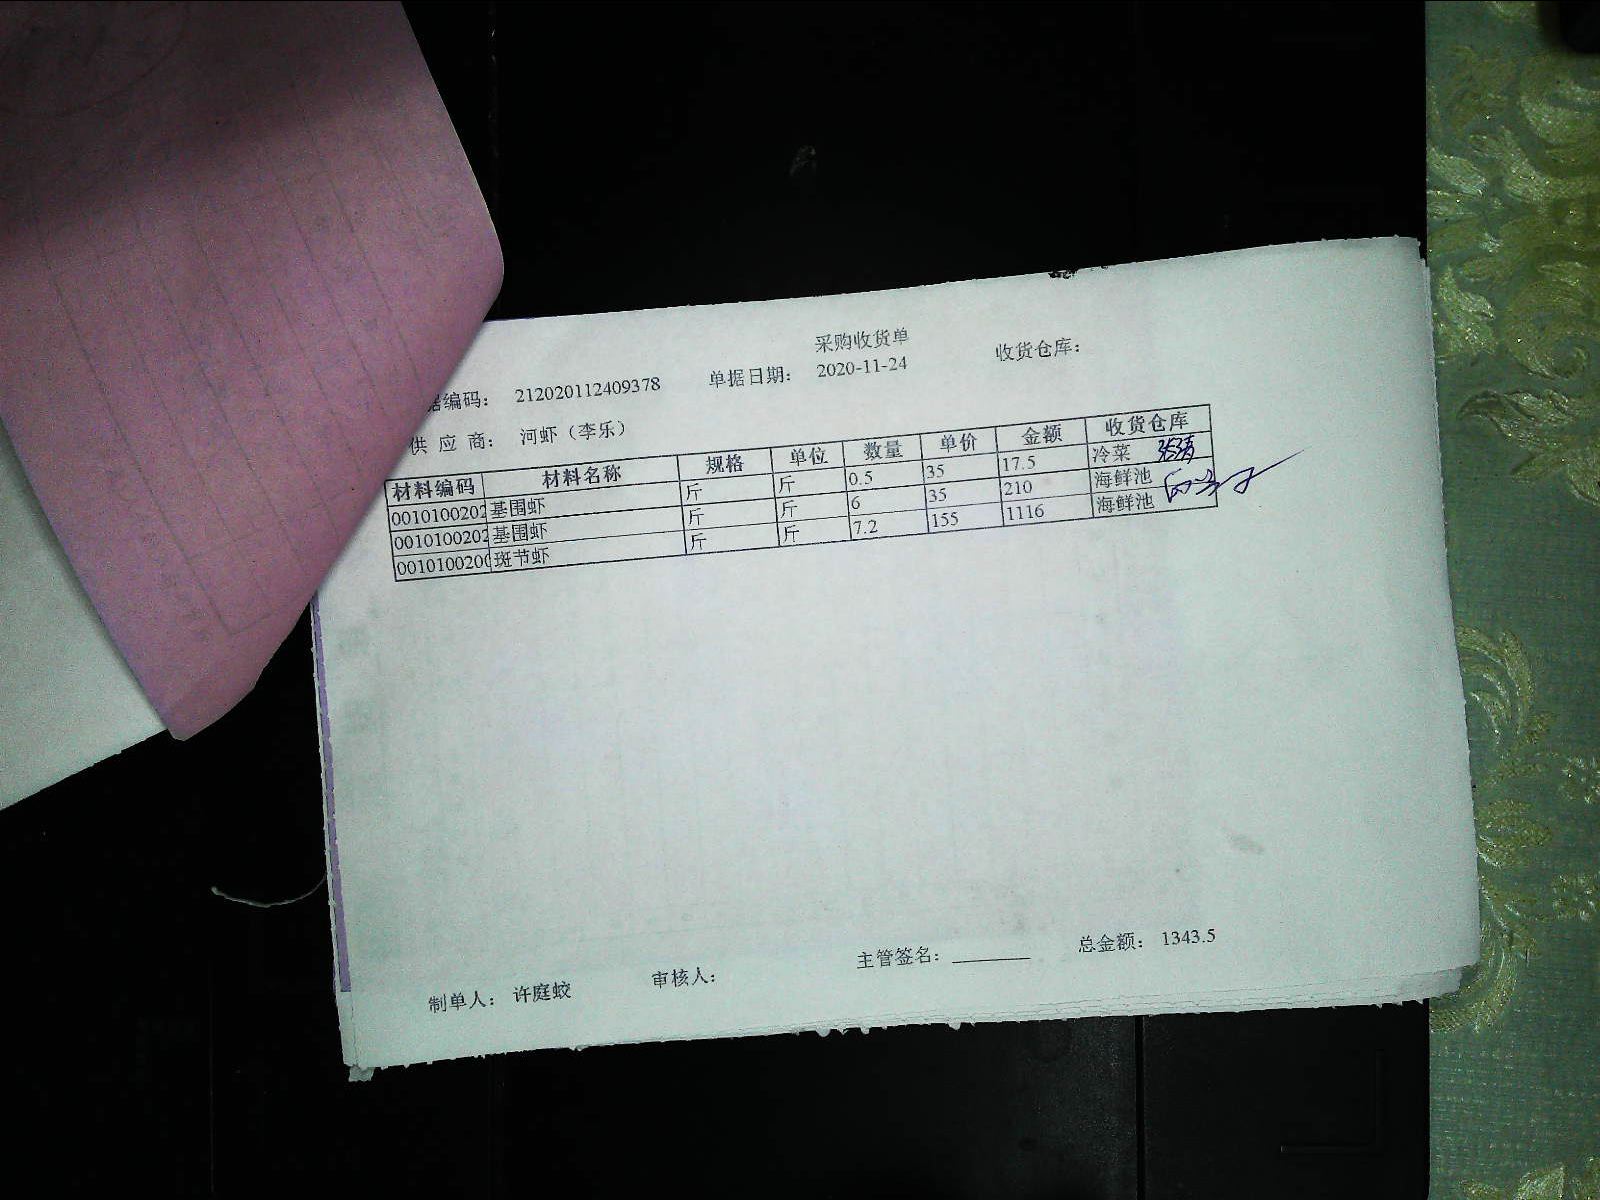 采购收货单
据编码： 212020112409378 单据日期： 2020-11-24 收货仓库：
供 应 商： 河虾（李乐）
材料编码 材料名称 规格 单位 数量 单价 金额 收货仓库
0010100202 基围虾 斤 斤 0.5 35 17.5 冷菜
0010100202 基围虾 斤 斤 6 35 210 海鲜池
001010020 斑节虾 斤 斤 7.2 155 1116 海鲜池
制单人： 许庭蛟 审核人： 主管签名：________ 总金额： 1343.5